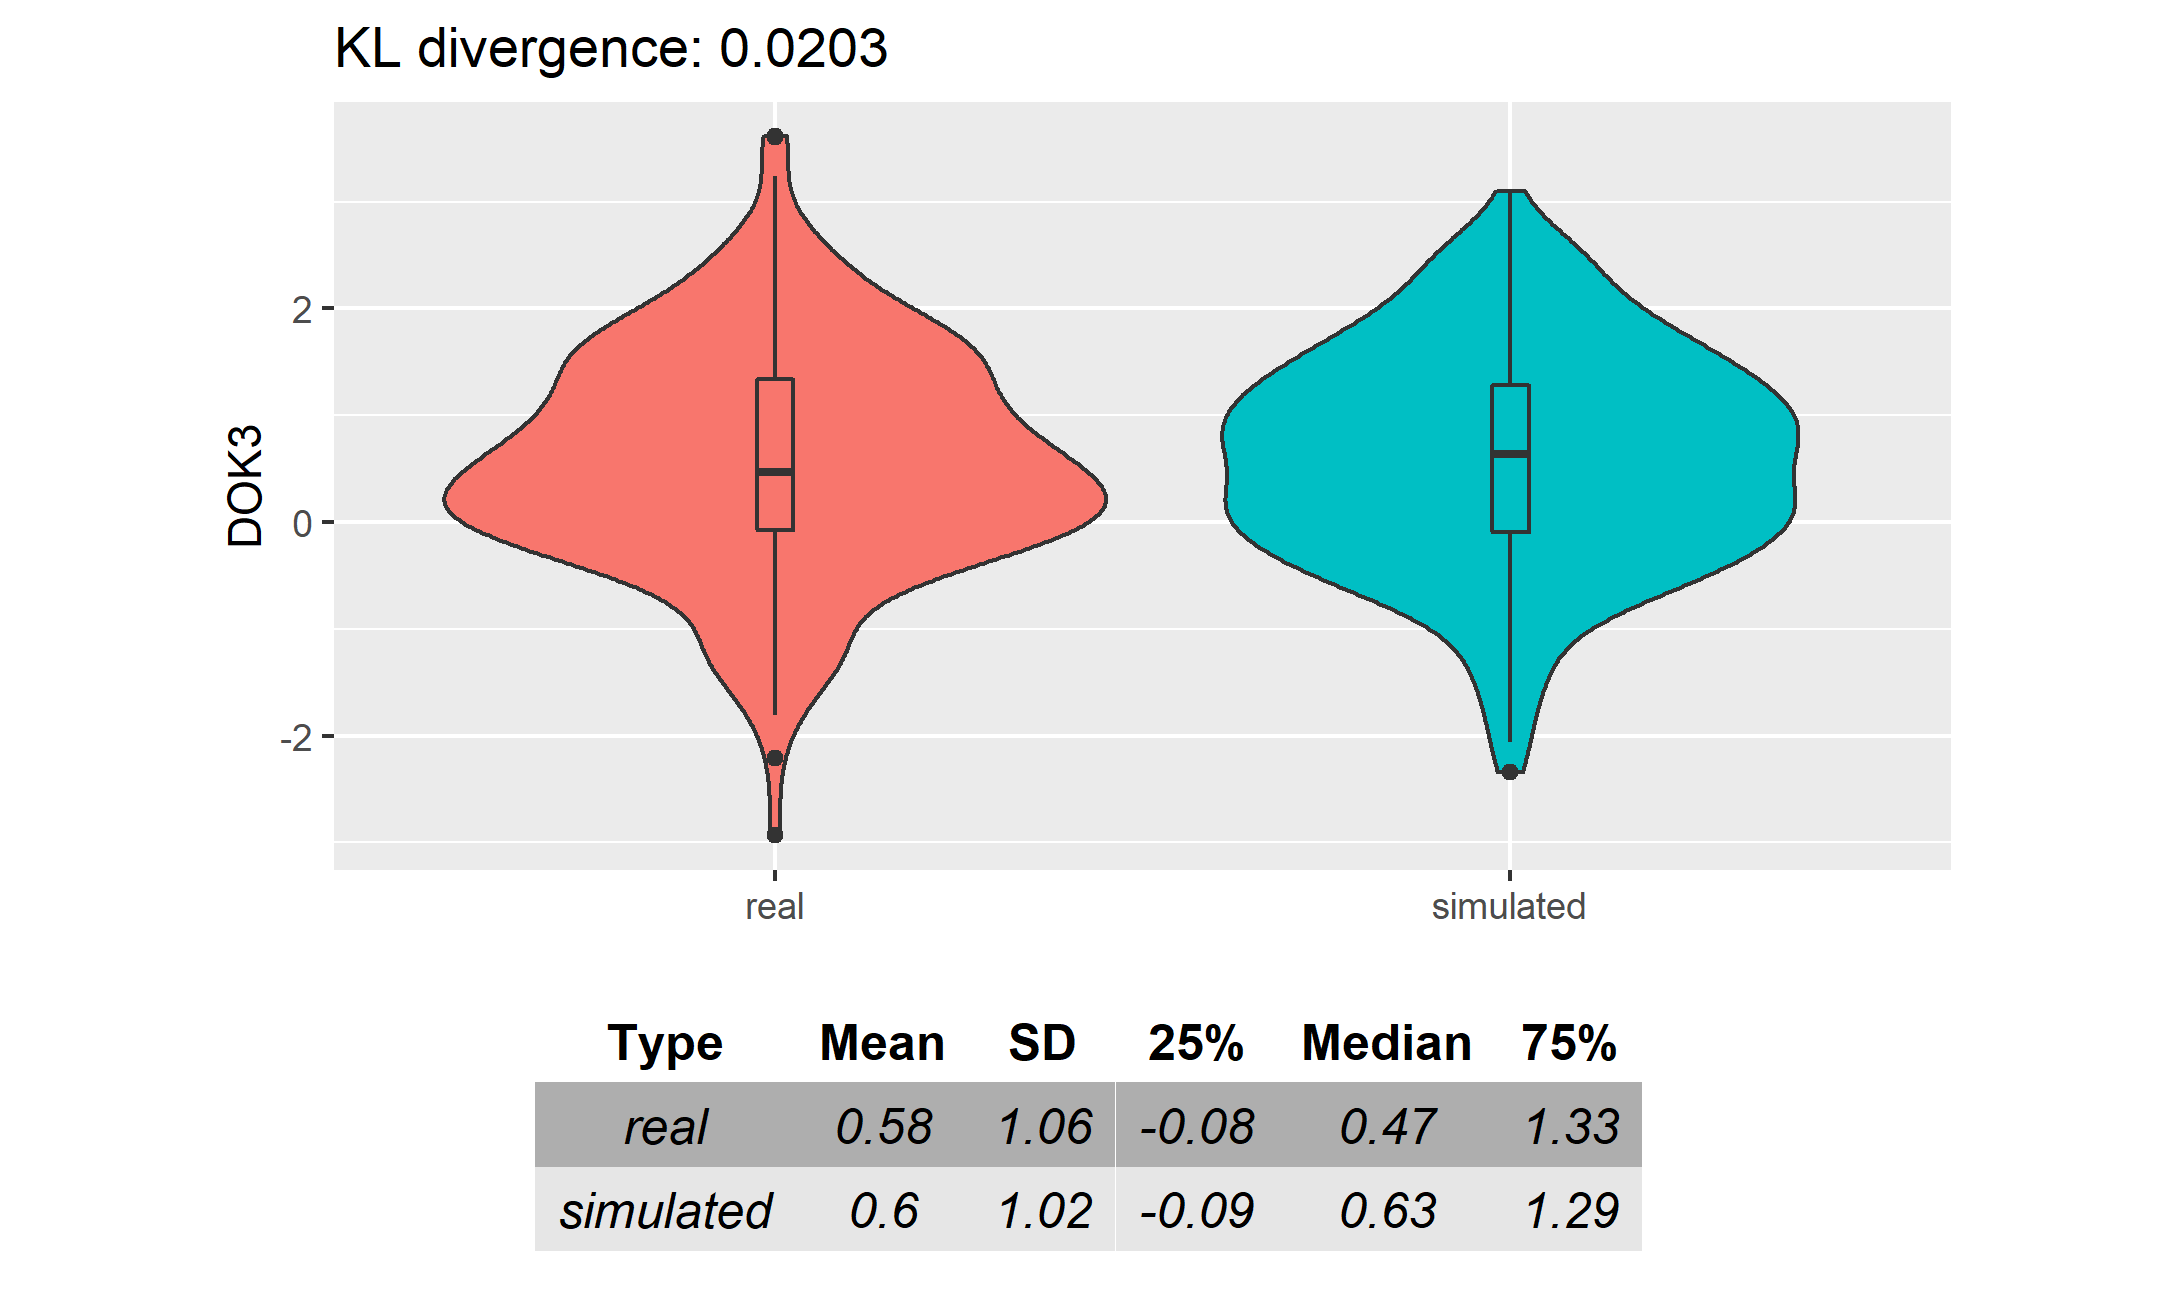 KL divergence: 0.0203
DOK3
2
0
-2
real simulated
Type Mean SD 25% Median 75%
real 0.58 1.06 -0.08 0.47 1.33
simulated 0.6 1.02 -0.09 0.63 1.29